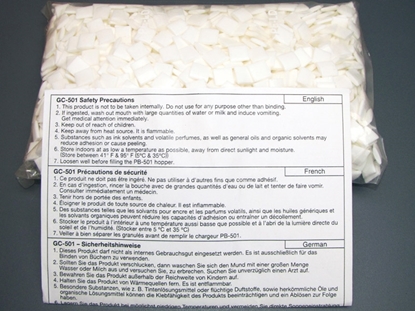 GC-501 Safety Precautions English
1. This product is not to be taken internally. Do not use for any purpose other than binding.
2. If ingested, wash out mouth with large quantities of water or milk and induce vomiting.
Get medical attention immediately.
3. Keep out of reach of children.
4. Keep away from heat source. It is flammable.
5. Substances such as ink solvents and volatile perfumes, as well as general oils and organic solvents may
reduce adhesion or cause peeling.
6. Store indoors at as low a temperature as possible, away from direct sunlight and moisture.
(Store between 41° F & 95° F (5°C & 35°C))
7. Loosen well before filling the PB-501 hopper.
GC-501 Précautions de sécurité French
1. Ce produit ne doit pas être ingéré. Ne pas utiliser à d'autres fins que comme adhésif.
2. En cas d'ingestion, rincer la bouche avec de grandes quantités d'eau ou de lait et tenter de faire vomir.
Consulter immédiatement un médecin.
3. Tenir hors de portée des enfants.
4. Éloigner le produit de toute source de chaleur. Il est inflammable.
5. Des substances telles que les solvants pour encre et les parfums volatils, ainsi que les huiles génériques et
les solvants organiques peuvent réduire les capacités d'adhésion ou entraîner un décollement.
6. Stocker le produit à l'intérieur à une température aussi basse que possible et à l'abri de la lumière directe du
soleil et de l'humidité. (Stocker entre 5 °C et 35 °C)
7. Veiller à bien séparer les granulés avant de remplir le chargeur PB-501.
GC-501 – Sicherheitshinweise German
1. Dieses Produkt darf nicht als internen Gebrauchsgut eingesetzt werden. Es ist ausschließlich für das
Binden von Büchern zu verwenden.
2. Sollten Sie das Produkt verschlucken, dann waschen Sie sich den Mund mit einer großen Menge
Wasser oder Milch aus und versuchen Sie, zu erbrechen. Suchen Sie unverzüglich einen Arzt auf.
3. Bewahren Sie das Produkt außerhalb der Reichweite von Kindern auf.
4. Halten Sie das Produkt von Wärmequellen fern. Es ist entflammbar.
5. Besondere Substanzen, wie z. B. Tintenlösungsmittel oder flüchtige Duftstoffe, sowie herkömmliche Öle und
organische Lösungsmittel können die Klebefähigkeit des Produkts beeinträchtigen und ein Ablösen zur Folge
haben.